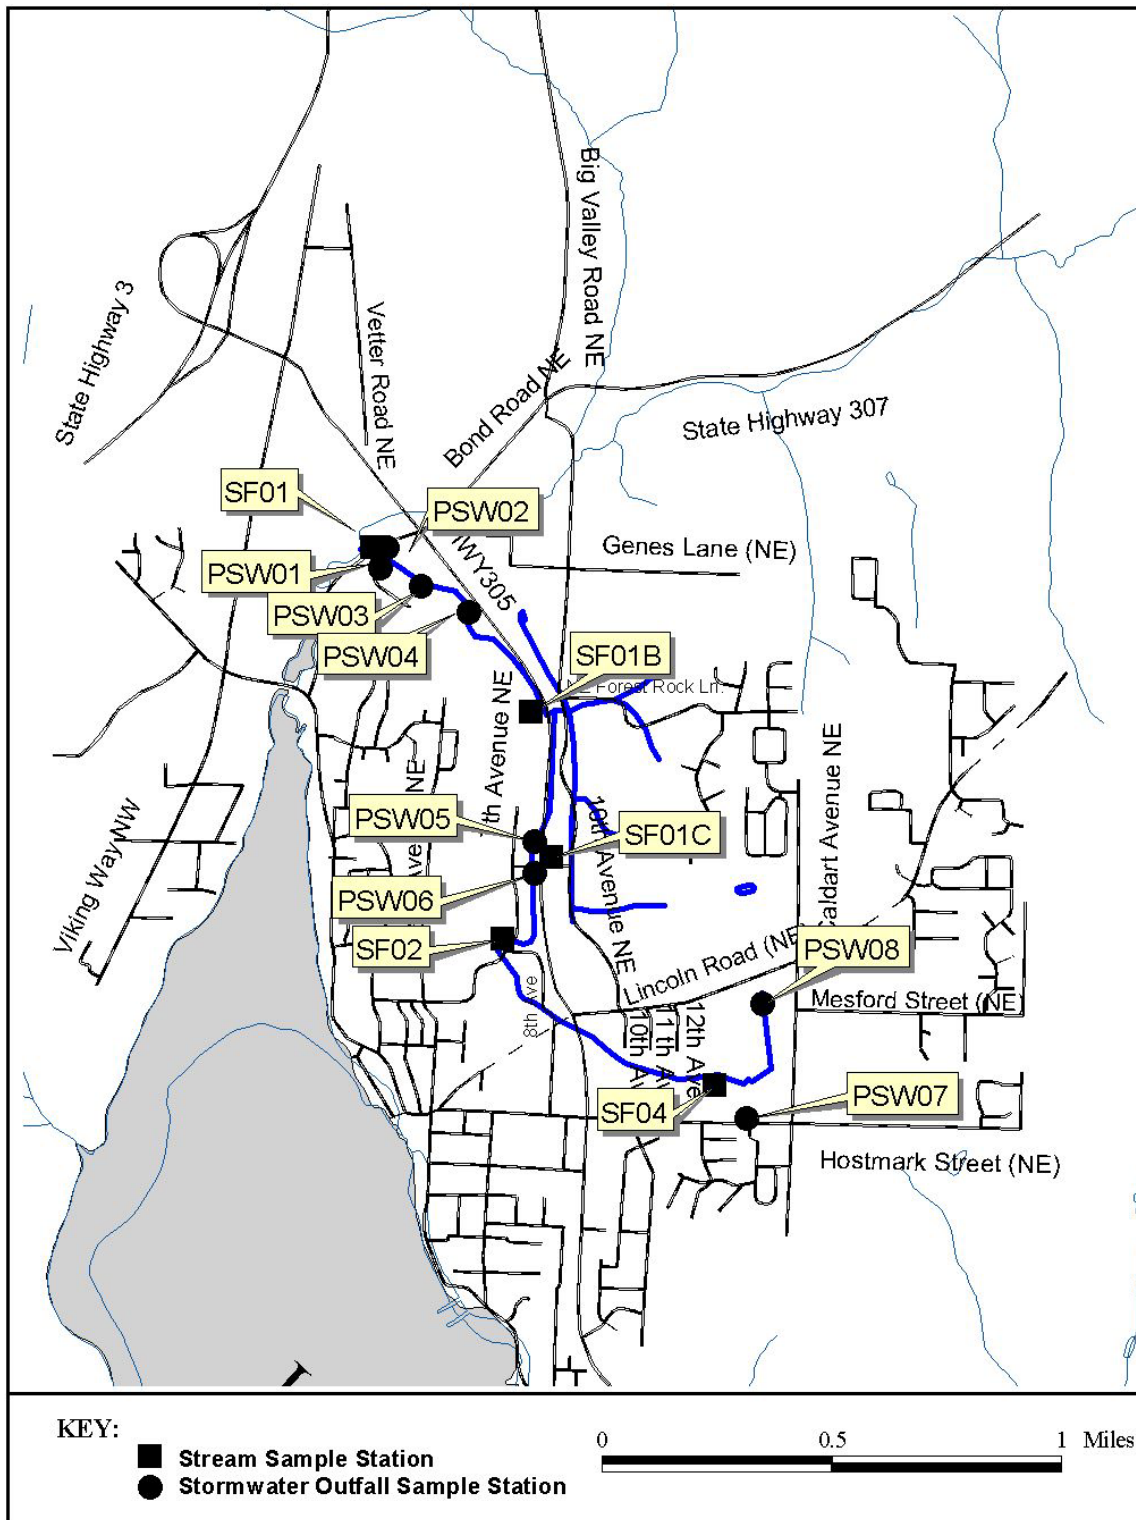 Big Valley Road NE
State Highway 3
Vetter Road NE
Bond Road NE
State Highway 307
SF01
PSW02
HWY305
Genes Lane (NE)
PSW01
PSW03
PSW04
SF01B
NE Forest Rock Ln.
th Avenue NE
Ave NE
PSW05
SF01C
10th Avenue NE
Caldart Avenue NE
Viking Way NW
PSW06
SF02
Lincoln Road (NE)
PSW08
8th Ave
Mesford Street (NE)
10th A
11 th A
12th Ave
SF04
PSW07
Hostmark Street (NE)
KEY:
Stream Sample Station
Stormwater Outfall Sample Station
0 0.5 1 Miles